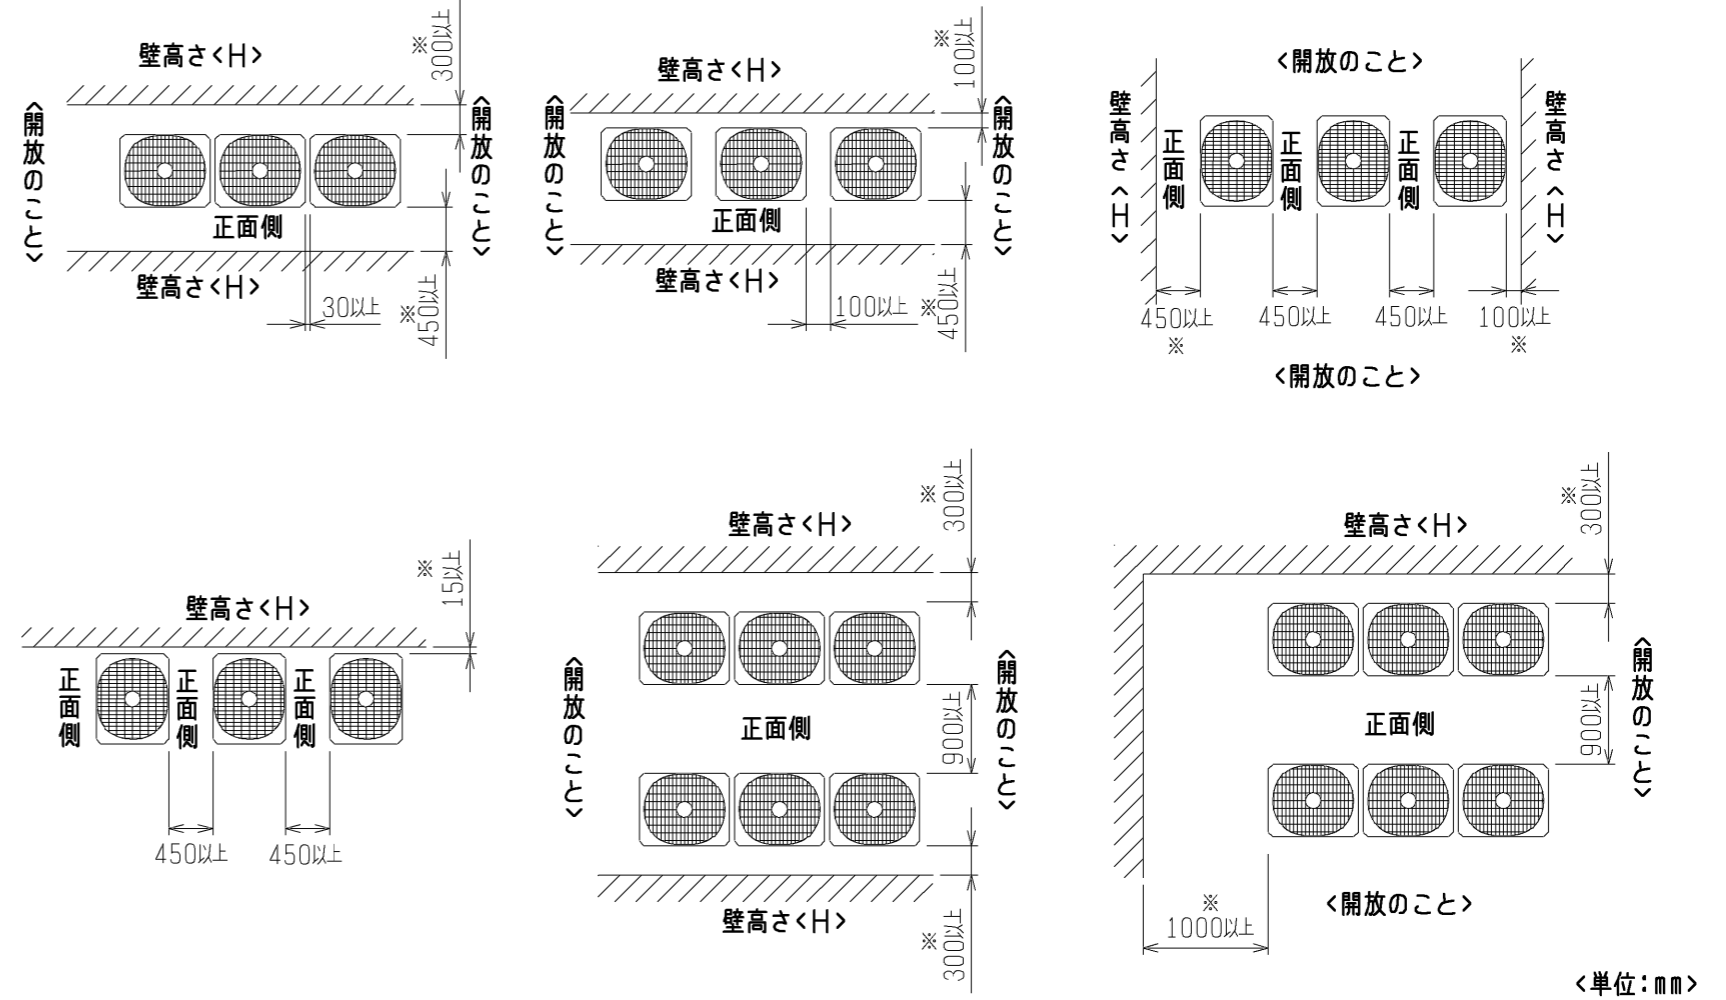 壁高さ<H>
※
300以上
<開放のこと>
<開放のこと>
正面側
壁高さ<H>
30以上
※
450以上
壁高さ<H>
※
100以上
<開放のこと>
<開放のこと>
正面側
壁高さ<H>
100以上
※
450以上
<開放のこと>
壁高さ<H>
正面側
正面側
正面側
壁高さ<H>
450以上
450以上
450以上
100以上
※
※
<開放のこと>
壁高さ<H>
※
15以上
正面側
正面側
正面側
450以上
450以上
壁高さ<H>
※
300以上
<開放のこと>
正面側
900以上
<開放のこと>
壁高さ<H>
※
300以上
壁高さ<H>
※
300以上
正面側
900以上
<開放のこと>
※
1000以上
<開放のこと>
<単位:mm>